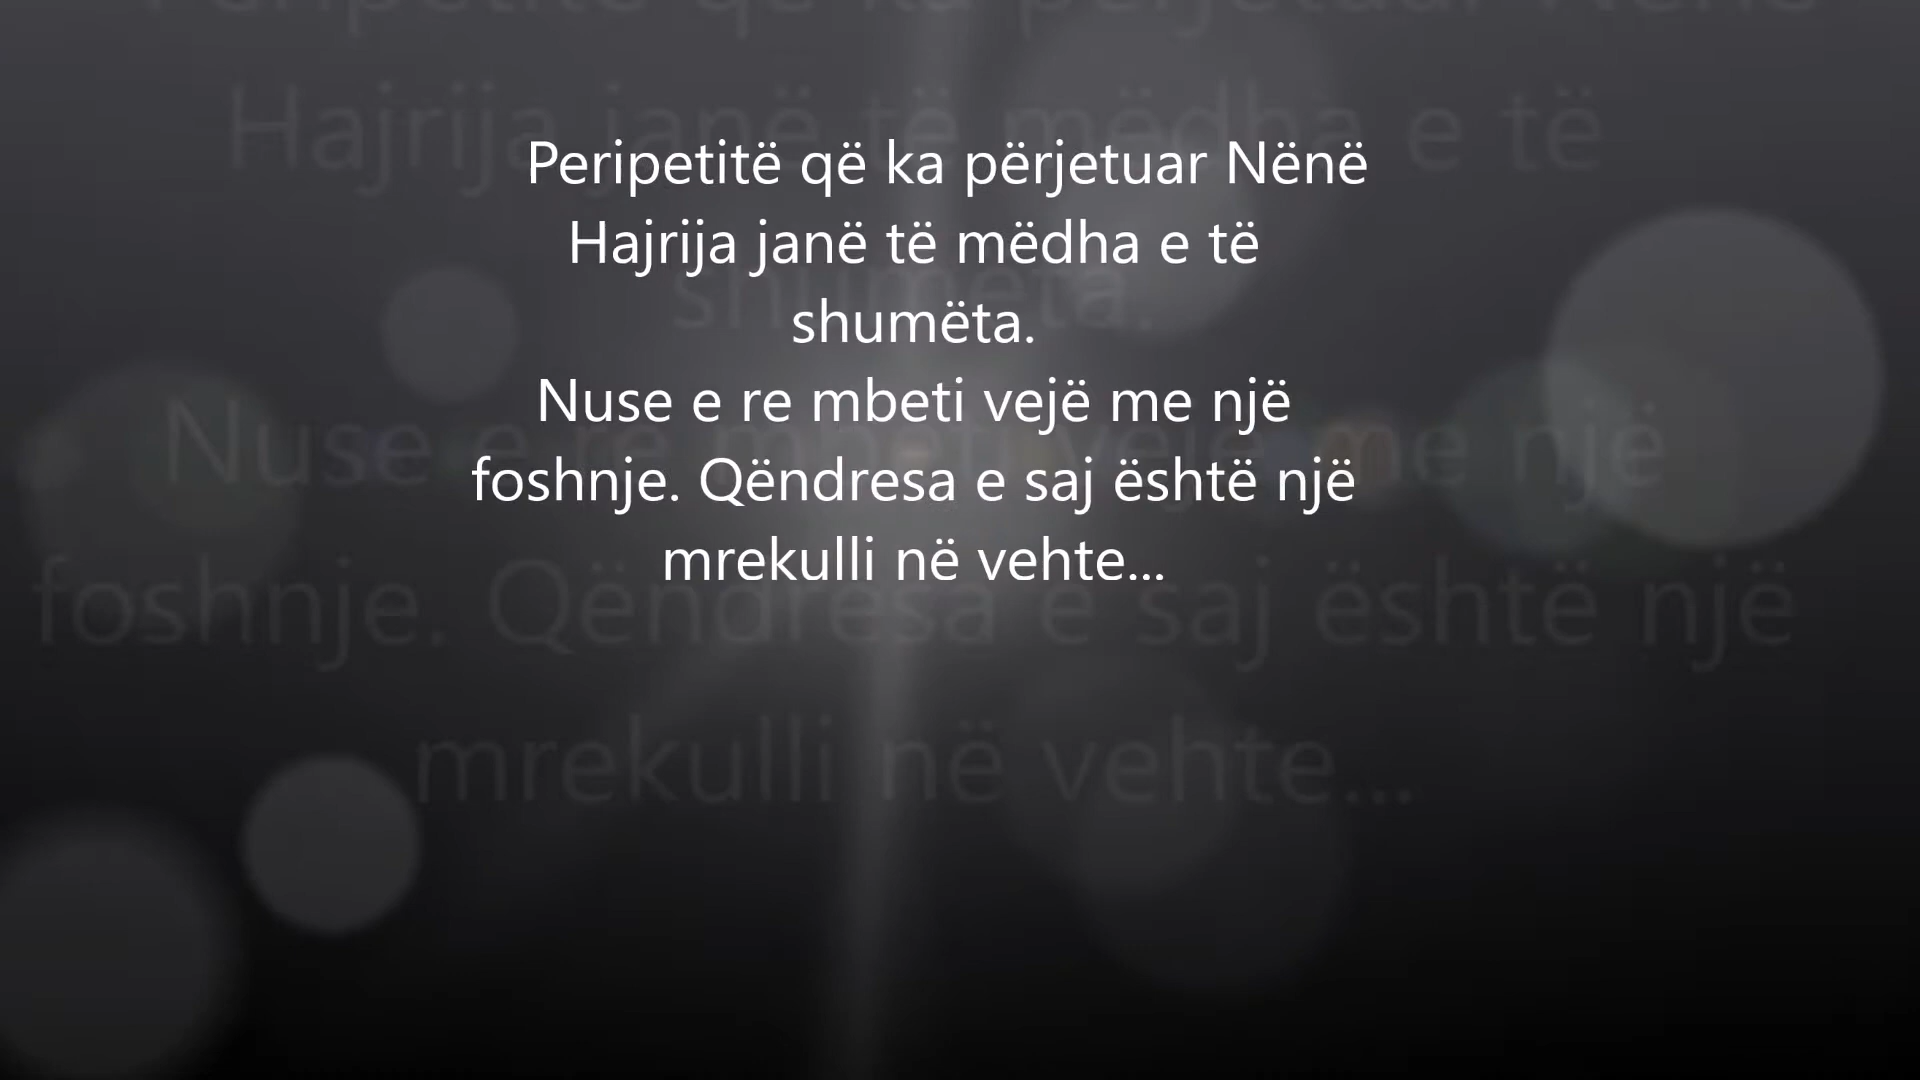 Peripetitë që ka përjetuar Nënë
Hajrija janë të mëdha e të
shumëta.
Nuse e re mbeti vejë me një
foshnje. Qëndresa e saj është një
mrekulli në vehte...